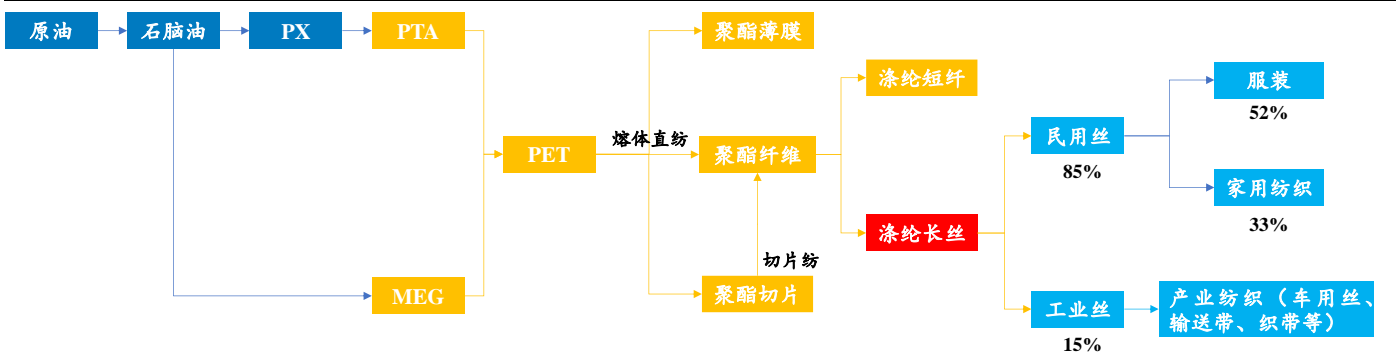 原油
石脑油
PX
PTA
MEG
PET
熔体直纺
聚酯薄膜
聚酯纤维
切片纺
聚酯切片
涤纶短纤
涤纶长丝
民用丝
85%
工业丝
15%
服装
52%
家用纺织
33%
产业纺织（车用丝、
输送带、织带等）